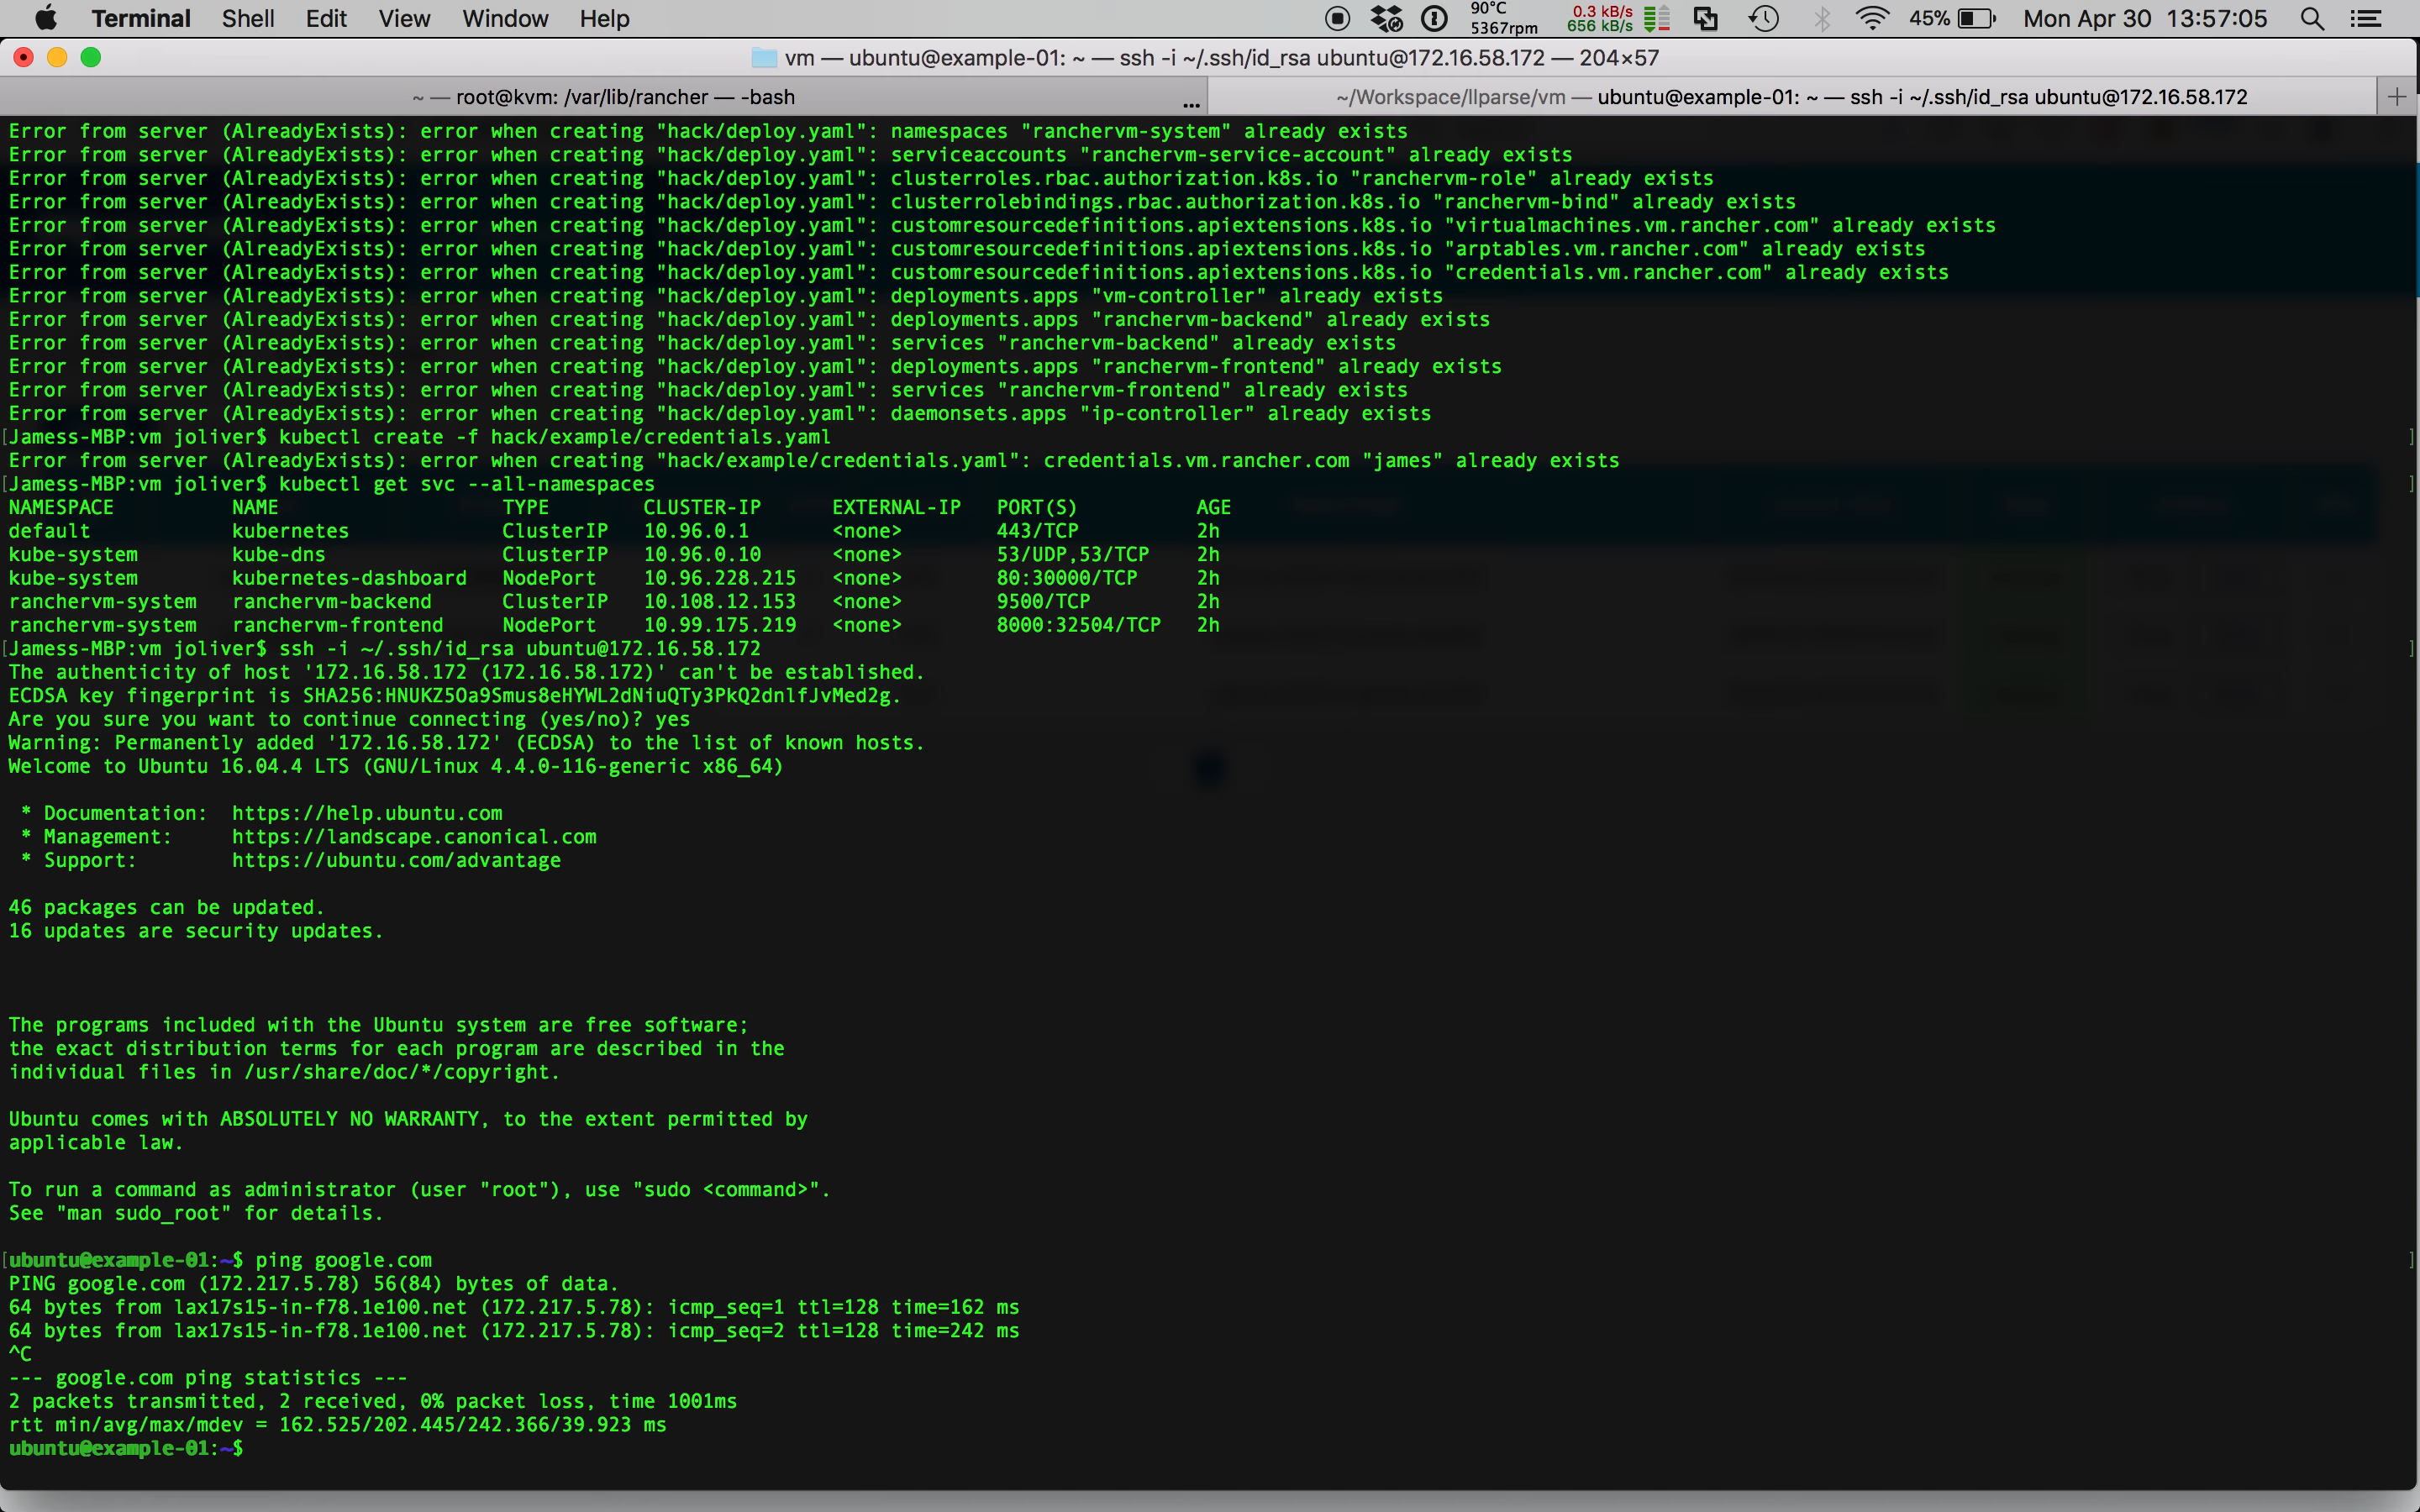 Terminal Shell Edit View Window Help 90°C 5367rpm 0.3 kB/s 656 kB/s 45% Mon Apr 30 13:57:05
vm — ubuntu@example-01: ~ — ssh -i ~/.ssh/id_rsa ubuntu@172.16.58.172 — 204×57
~ — root@kvm: /var/lib/rancher — -bash ... ~/Workspace/llparse/vm — ubuntu@example-01: ~ — ssh -i ~/.ssh/id_rsa ubuntu@172.16.58.172 +
Error from server (AlreadyExists): error when creating "hack/deploy.yaml": namespaces "ranchervm-system" already exists
Error from server (AlreadyExists): error when creating "hack/deploy.yaml": serviceaccounts "ranchervm-service-account" already exists
Error from server (AlreadyExists): error when creating "hack/deploy.yaml": clusterroles.rbac.authorization.k8s.io "ranchervm-role" already exists
Error from server (AlreadyExists): error when creating "hack/deploy.yaml": clusterrolebindings.rbac.authorization.k8s.io "ranchervm-bind" already exists
Error from server (AlreadyExists): error when creating "hack/deploy.yaml": customresourcedefinitions.apiextensions.k8s.io "virtualmachines.vm.rancher.com" already exists
Error from server (AlreadyExists): error when creating "hack/deploy.yaml": customresourcedefinitions.apiextensions.k8s.io "arptables.vm.rancher.com" already exists
Error from server (AlreadyExists): error when creating "hack/deploy.yaml": customresourcedefinitions.apiextensions.k8s.io "credentials.vm.rancher.com" already exists
Error from server (AlreadyExists): error when creating "hack/deploy.yaml": deployments.apps "vm-controller" already exists
Error from server (AlreadyExists): error when creating "hack/deploy.yaml": deployments.apps "ranchervm-backend" already exists
Error from server (AlreadyExists): error when creating "hack/deploy.yaml": services "ranchervm-backend" already exists
Error from server (AlreadyExists): error when creating "hack/deploy.yaml": deployments.apps "ranchervm-frontend" already exists
Error from server (AlreadyExists): error when creating "hack/deploy.yaml": services "ranchervm-frontend" already exists
Error from server (AlreadyExists): error when creating "hack/deploy.yaml": daemonsets.apps "ip-controller" already exists
[Jamess-MBP:vm joliver$ kubectl create -f hack/example/credentials.yaml ]
Error from server (AlreadyExists): error when creating "hack/example/credentials.yaml": credentials.vm.rancher.com "james" already exists
[Jamess-MBP:vm joliver$ kubectl get svc --all-namespaces ]
NAMESPACE NAME TYPE CLUSTER-IP EXTERNAL-IP PORT(S) AGE
default kubernetes ClusterIP 10.96.0.1 <none> 443/TCP 2h
kube-system kube-dns ClusterIP 10.96.0.10 <none> 53/UDP,53/TCP 2h
kube-system kubernetes-dashboard NodePort 10.96.228.215 <none> 80:30000/TCP 2h
ranchervm-system ranchervm-backend ClusterIP 10.108.12.153 <none> 9500/TCP 2h
ranchervm-system ranchervm-frontend NodePort 10.99.175.219 <none> 8000:32504/TCP 2h
[Jamess-MBP:vm joliver$ ssh -i ~/.ssh/id_rsa ubuntu@172.16.58.172 ]
The authenticity of host '172.16.58.172 (172.16.58.172)' can't be established.
ECDSA key fingerprint is SHA256:HNUKZ5Oa9Smus8eHYWL2dNiuQTy3PkQ2dnlfJvMed2g.
Are you sure you want to continue connecting (yes/no)? yes
Warning: Permanently added '172.16.58.172' (ECDSA) to the list of known hosts.
Welcome to Ubuntu 16.04.4 LTS (GNU/Linux 4.4.0-116-generic x86_64)
* Documentation: https://help.ubuntu.com
* Management: https://landscape.canonical.com
* Support: https://ubuntu.com/advantage
46 packages can be updated.
16 updates are security updates.
The programs included with the Ubuntu system are free software;
the exact distribution terms for each program are described in the
individual files in /usr/share/doc/*/copyright.
Ubuntu comes with ABSOLUTELY NO WARRANTY, to the extent permitted by
applicable law.
To run a command as administrator (user "root"), use "sudo <command>".
See "man sudo_root" for details.
[ubuntu@example-01:~$ ping google.com ]
PING google.com (172.217.5.78) 56(84) bytes of data.
64 bytes from lax17s15-in-f78.1e100.net (172.217.5.78): icmp_seq=1 ttl=128 time=162 ms
64 bytes from lax17s15-in-f78.1e100.net (172.217.5.78): icmp_seq=2 ttl=128 time=242 ms
^C
--- google.com ping statistics ---
2 packets transmitted, 2 received, 0% packet loss, time 1001ms
rtt min/avg/max/mdev = 162.525/202.445/242.366/39.923 ms
ubuntu@example-01:~$